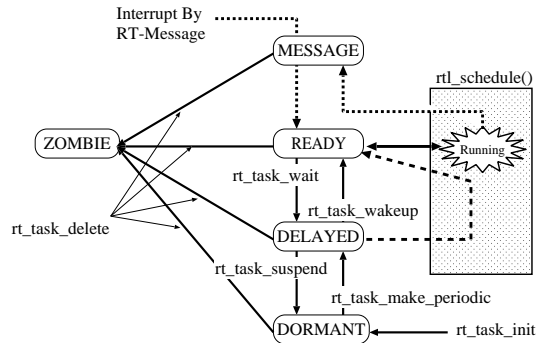 Interrupt By
RT-Message
MESSAGE
rtl_schedule()
ZOMBIE
READY
Running
rt_task_wait
rt_task_wakeup
rt_task_delete
DELAYED
rt_task_suspend
rt_task_make_periodic
DORMANT
rt_task_init